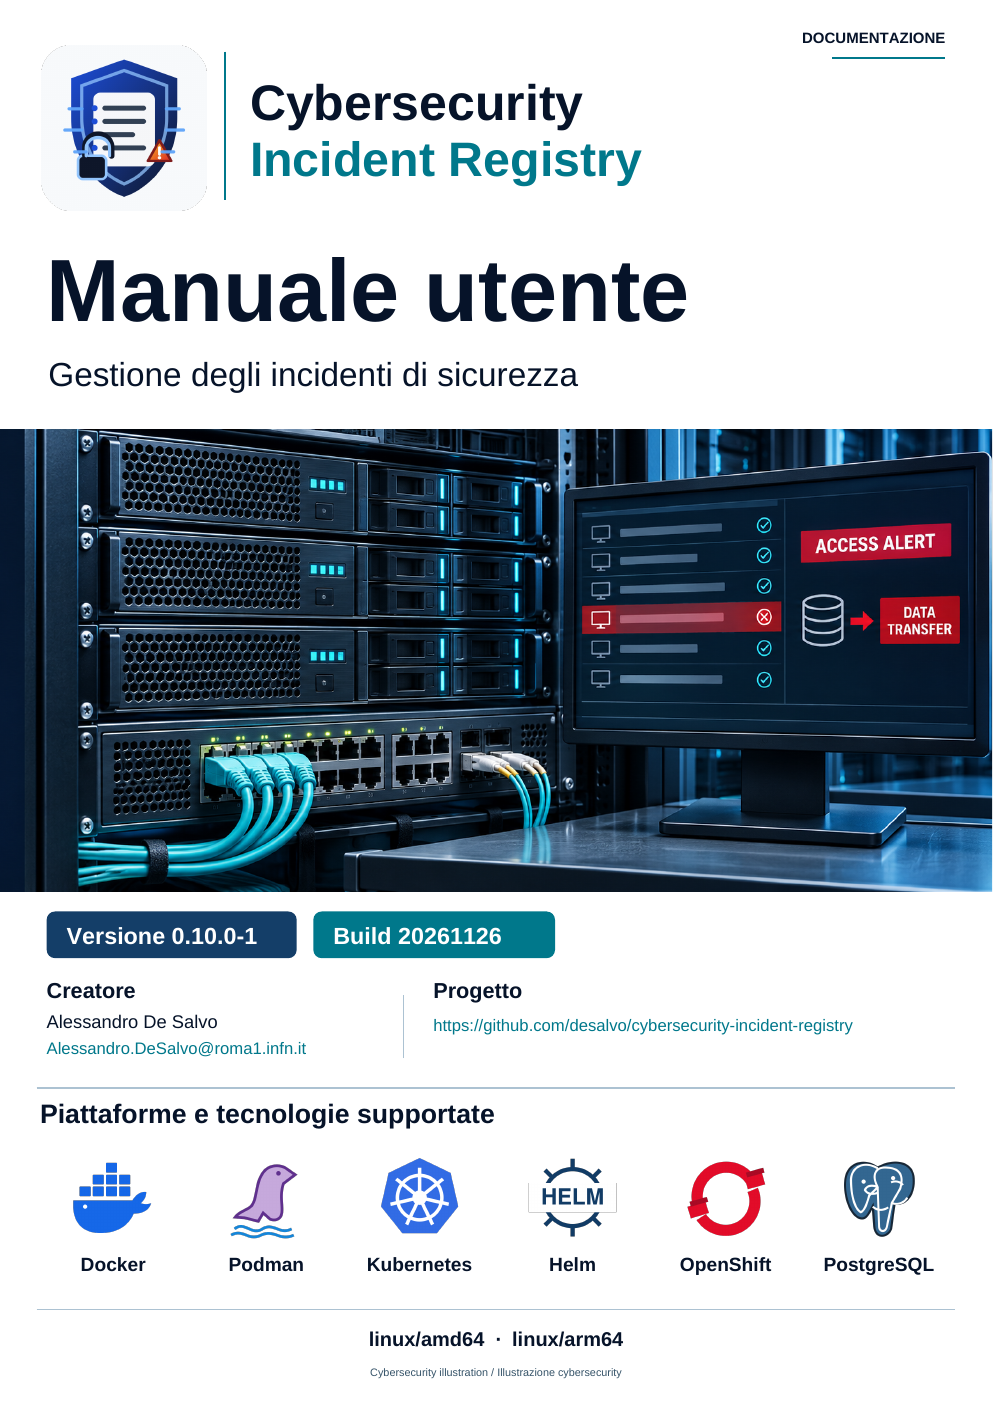 DOCUMENTAZIONE
Cybersecurity
Incident Registry
Manuale utente
Gestione degli incidenti di sicurezza
ACCESS ALERT
DATA
TRANSFER
Versione 0.10.0-1
Build 20261126
Creatore
Alessandro De Salvo
Alessandro.DeSalvo@roma1.infn.it
Progetto
https://github.com/desalvo/cybersecurity-incident-registry
Piattaforme e tecnologie supportate
HELM
Docker
Podman
Kubernetes
Helm
OpenShift
PostgreSQL
linux/amd64 · linux/arm64
Cybersecurity illustration / Illustrazione cybersecurity